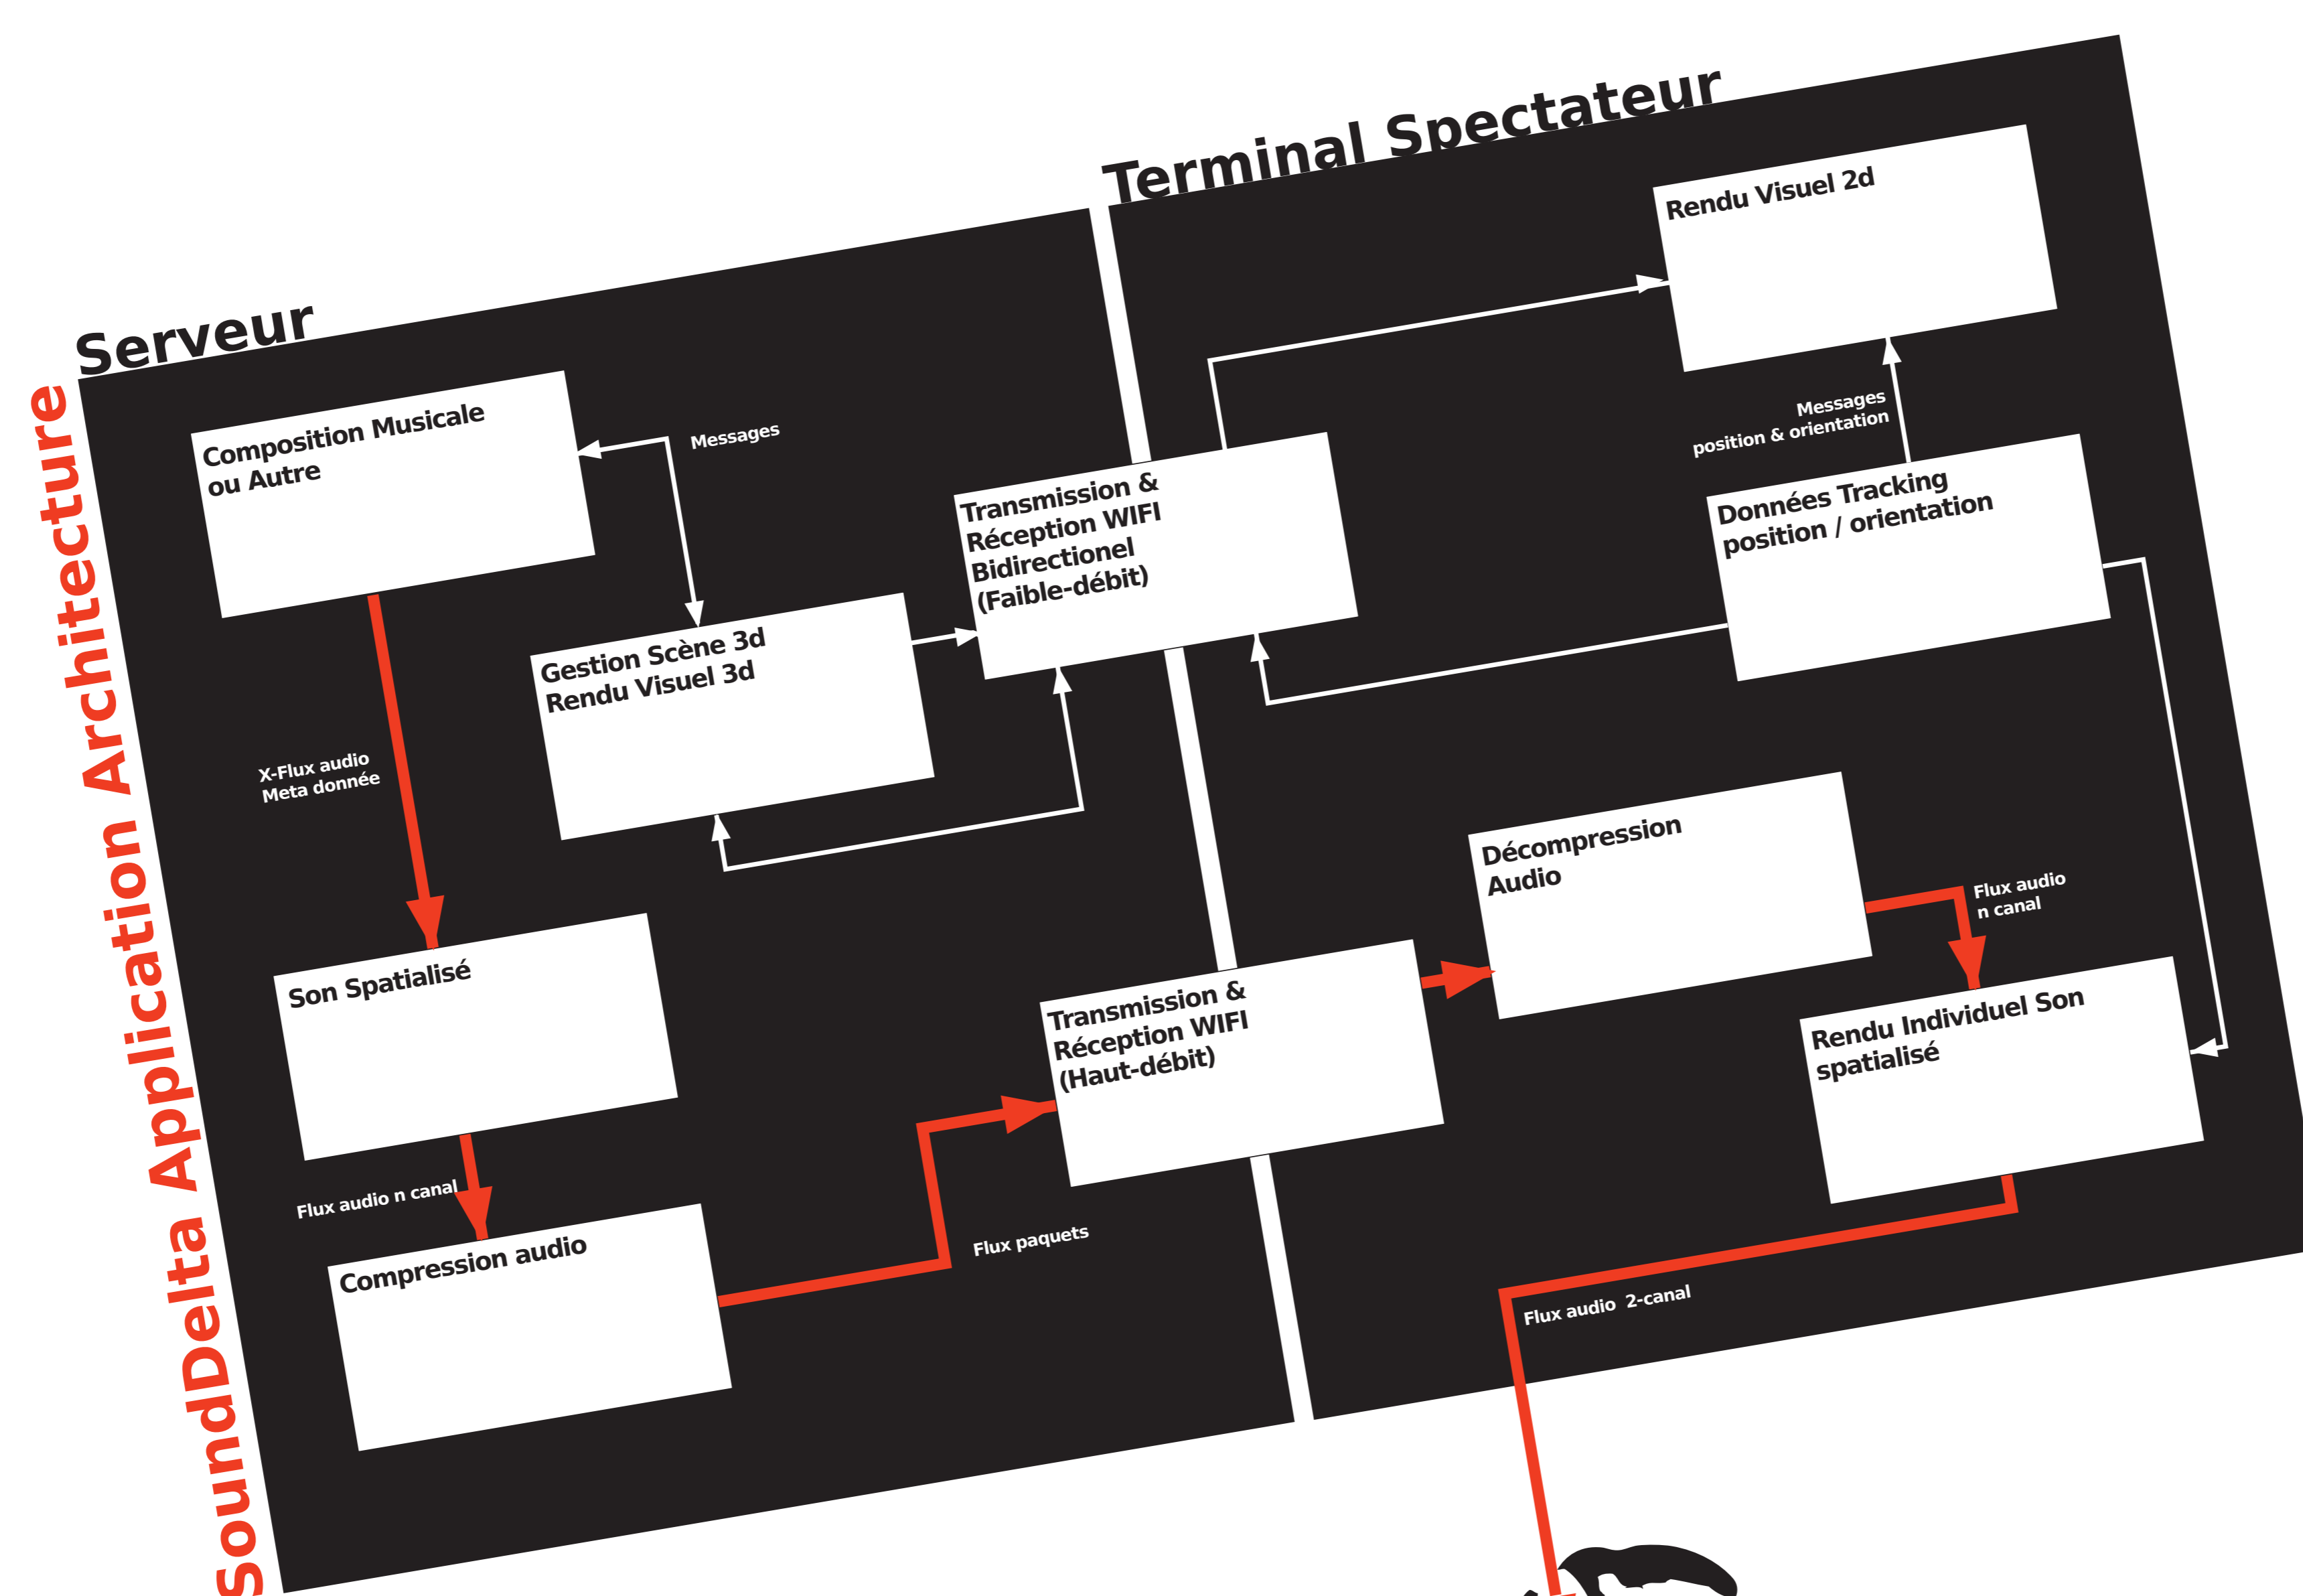 SoundDelta Application Architecture
Serveur
Terminal Spectateur
Composition Musicale
ou Autre
Messages
Gestion Scène 3d
Rendu Visuel 3d
X-Flux audio
Meta donnée
Son Spatialisé
Flux audio n canal
Compression audio
Flux paquets
Transmission &
Réception WIFI
Bidirectionel
(Faible-débit)
Transmission &
Réception WIFI
(Haut-débit)
Rendu Visuel 2d
Messages
position & orientation
Données Tracking
position / orientation
Décompression
Audio
Flux audio
n canal
Rendu Individuel Son
spatialisé
Flux audio 2-canal